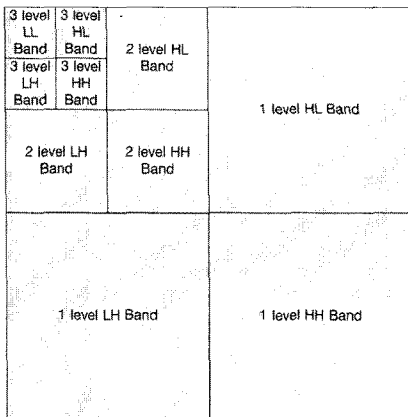 3 level
LL
Band
3 level
HL
Band
2 level HL
Band
3 level
LH
Band
3 level
HH
Band
1 level HL Band
2 level LH
Band
2 level HH
Band
1 level LH Band
1 level HH Band